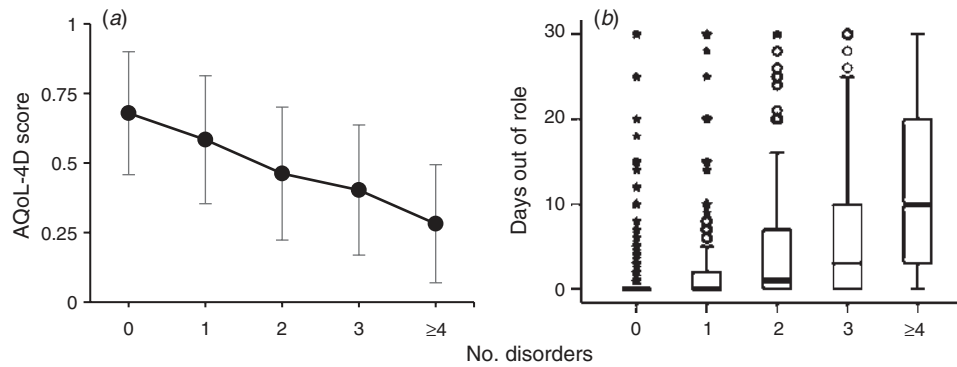 (a)
AQoL-4D score
1
0.75
0.5
0.25
0
0 1 2 3 ≥4
(b)
Days out of role
30
20
10
0
0 1 2 3 ≥4
No. disorders